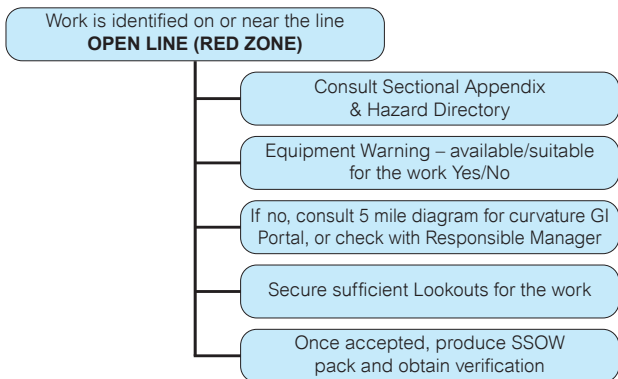 Work is identified on or near the line
OPEN LINE (RED ZONE)
Consult Sectional Appendix
& Hazard Directory
Equipment Warning – available/suitable
for the work Yes/No
If no, consult 5 mile diagram for curvature GI
Portal, or check with Responsible Manager
Secure sufficient Lookouts for the work
Once accepted, produce SSOW
pack and obtain verification